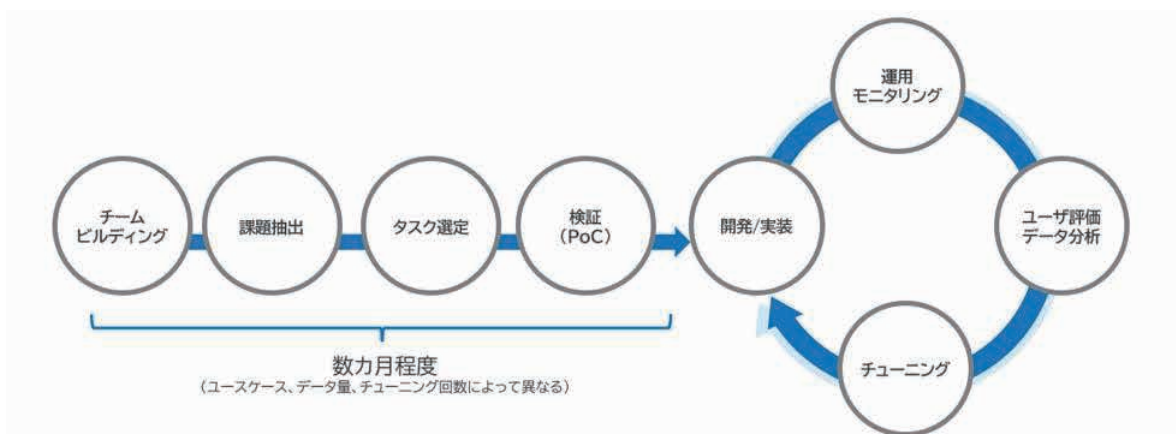 チーム
ビルディング
課題抽出
タスク選定
検証
（PoC）
開発/実装
運用
モニタリング
ユーザ評価
データ分析
チューニング
数カ月程度
（ユースケース、データ量、チューニング回数によって異なる）